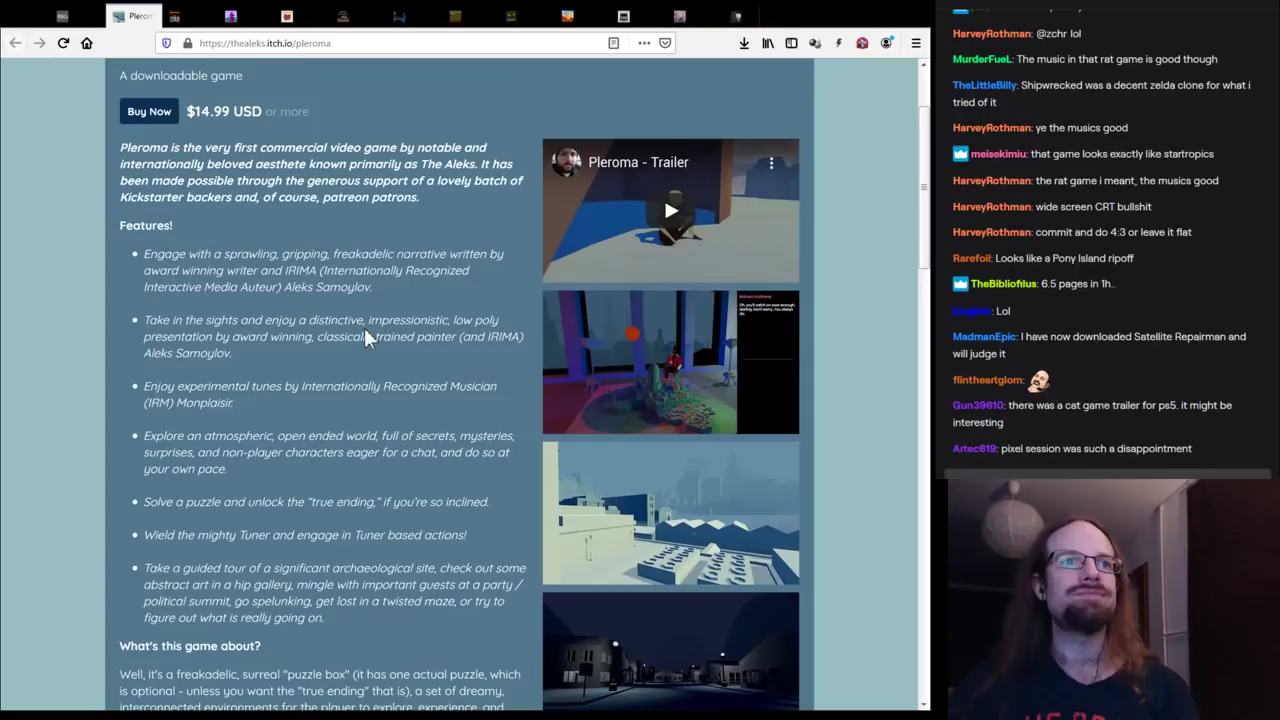 Plerom
https://thealeks.itch.io/pleroma
A downloadable game
Buy Now $14.99 USD or more
Pleroma is the very first commercial video game by notable and
internationally beloved aesthete known primarily as The Aleks. It has
been made possible through the generous support of a lovely batch of
Kickstarter backers and, of course, patreon patrons.
Features!
Engage with a sprawling, gripping, freakadelic narrative written by
award winning writer and IRIMA (Internationally Recognized
Interactive Media Auteur) Aleks Samoylov.
Take in the sights and enjoy a distinctive, impressionistic, low poly
presentation by award winning, classically trained painter (and IRIMA)
Aleks Samoylov.
Enjoy experimental tunes by Internationally Recognized Musician
(IRM) Monplaisir.
Explore an atmospheric, open ended world, full of secrets, mysteries,
surprises, and non-player characters eager for a chat, and do so at
your own pace.
Solve a puzzle and unlock the “true ending,” if you’re so inclined.
Wield the mighty Tuner and engage in Tuner based actions!
Take a guided tour of a significant archaeological site, check out some
abstract art in a hip gallery, mingle with important guests at a party /
political summit, go spelunking, get lost in a twisted maze, or try to
figure out what is really going on.
What's this game about?
Well, it's a freakadelic, surreal "puzzle box" (it has one actual puzzle, which
is optional - unless you want the "true ending" that is), a set of dreamy,
interconnected environments for the player to explore, experience, and
Pleroma - Trailer
HarveyRothman: @zchr lol
MurderFueL: The music in that rat game is good though
TheLittleBilly: Shipwrecked was a decent zelda clone for what i
tried of it
HarveyRothman: ye the musics good
meisekimiu: that game looks exactly like startropics
HarveyRothman: the rat game i meant, the musics good
HarveyRothman: wide screen CRT bullshit
HarveyRothman: commit and do 4:3 or leave it flat
Rarefoil: Looks like a Pony Island ripoff
TheBibliofilus: 6.5 pages in 1h..
Lol
MadmanEpic: I have now downloaded Satellite Repairman and
will judge it
flintheartglom:
Gun39610: there was a cat game trailer for ps5. it might be
interesting
Artec619: pixel session was such a disappointment